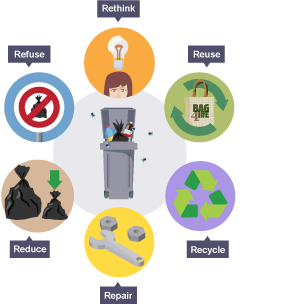 Rethink
Refuse
Reuse
BAG
4
LIFE
Reduce
Recycle
Repair